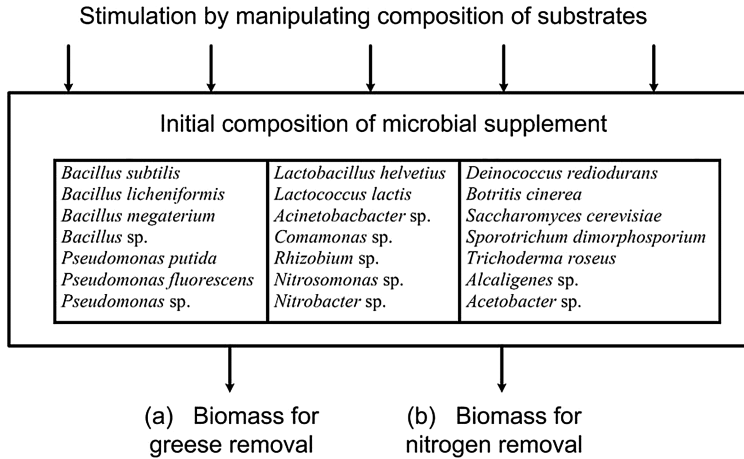 Stimulation by manipulating composition of substrates
Initial composition of microbial supplement
Bacillus subtilis
Bacillus licheniformis
Bacillus megaterium
Bacillus sp.
Pseudomonas putida
Pseudomonas fluorescens
Pseudomonas sp.
Lactobacillus helvetius
Lactococcus lactis
Acinetobacbacter sp.
Comamonas sp.
Rhizobium sp.
Nitrosomonas sp.
Nitrobacter sp.
Deinococcus rediodurans
Botritis cinerea
Saccharomyces cerevisiae
Sporotrichum dimorphosporium
Trichoderma roseus
Alcaligenes sp.
Acetobacter sp.
(a) Biomass for
greese removal
(b) Biomass for
nitrogen removal